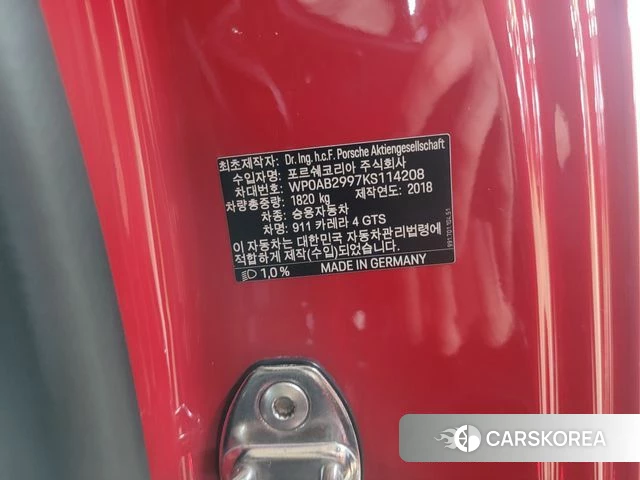 최초제작자: Dr. Ing. h.c.F. Porsche Aktiengesellschaft
수입자명: 포르쉐코리아 주식회사
차대번호: WP0AB2997KS114208
차량총중량: 1820 kg 제작연도: 2018
차종: 승용자동차
차명: 911 카레라 4 GTS
이 자동차는 대한민국 자동차관리법령에
적합하게 제작(수입)되었음.
1,0 % MADE IN GERMANY
CARSKOREA